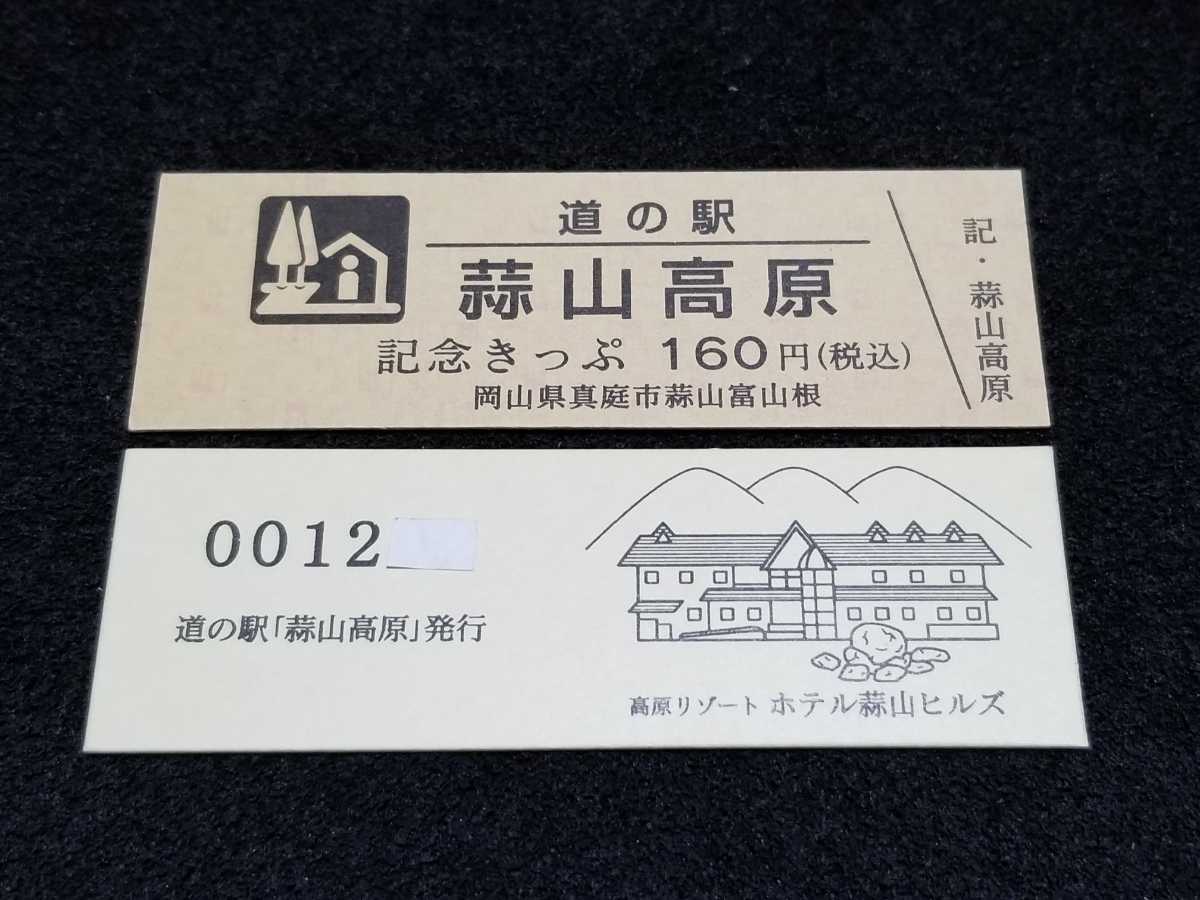 道の駅
蒜山高原
記念きっぷ 160円(税込)
岡山県真庭市蒜山富山根
記・蒜山高原
0012
道の駅「蒜山高原」発行
高原リゾート ホテル蒜山ヒルズ